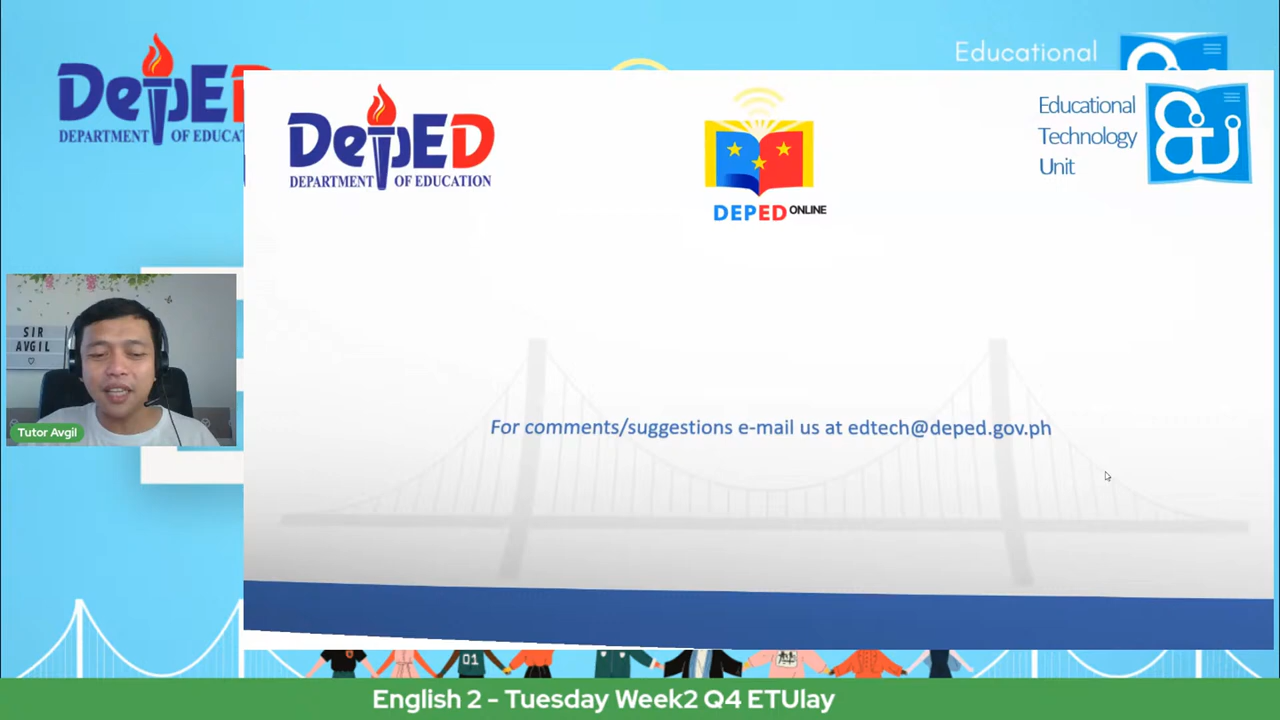 DepED
DEPARTMENT OF EDUCA
Educational
DepED
DEPARTMENT OF EDUCATION
DEPED ONLINE
Educational
Technology
Unit
SIR
AVGIL
Tutor Avgil
For comments/suggestions e-mail us at edtech@deped.gov.ph
01
English 2 - Tuesday Week2 Q4 ETUlay